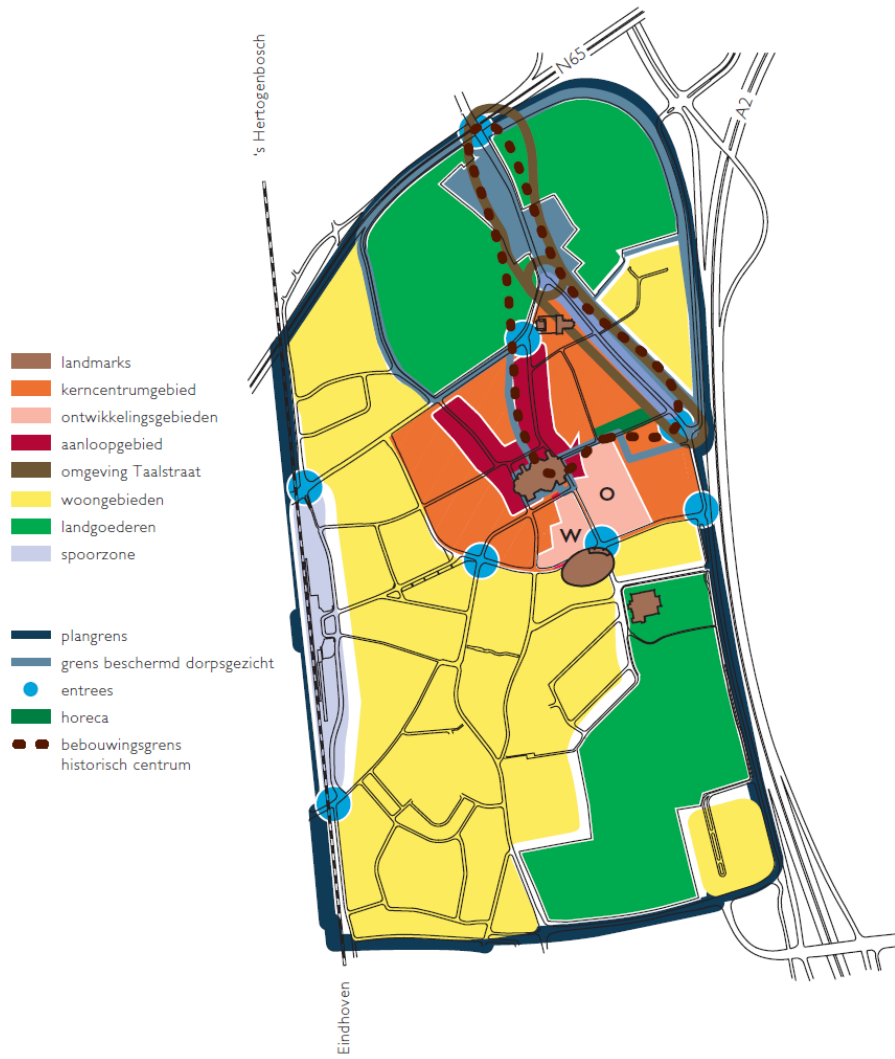 's Hertogenbosch
N65
A2
landmarks
kerncentrumgebied
ontwikkelingsgebieden
aanloopgebied
omgeving Taalstraat
woongebieden
landgoederen
spoorzone
plangrens
grens beschermd dorpsgezicht
entrees
horeca
bebouwingsgrens
historisch centrum
O
W
Eindhoven